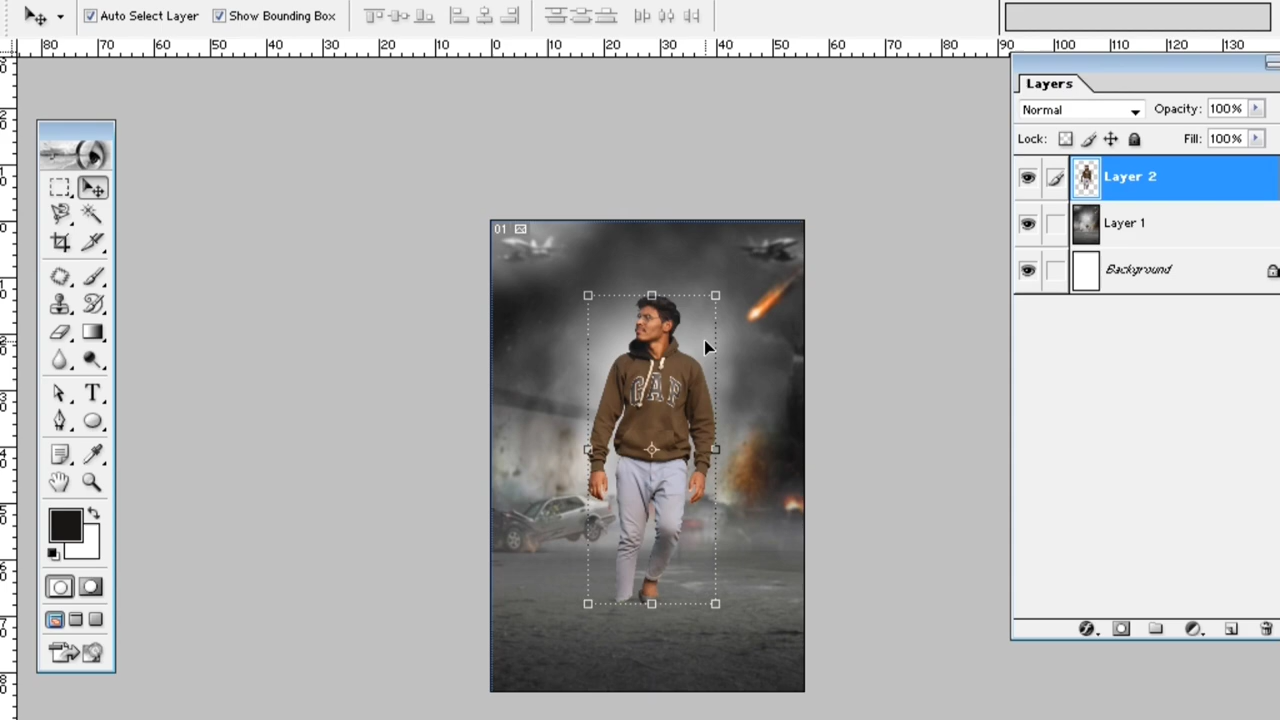 Auto Select Layer Show Bounding Box
80 70 60 50 40 30 20 10 0 10 20 30 40 50 60 70 80 90 100 110 120 130
Layers
Normal Opacity: 100%
Lock: Fill: 100%
Layer 2
Layer 1
Background
01
GAP
T